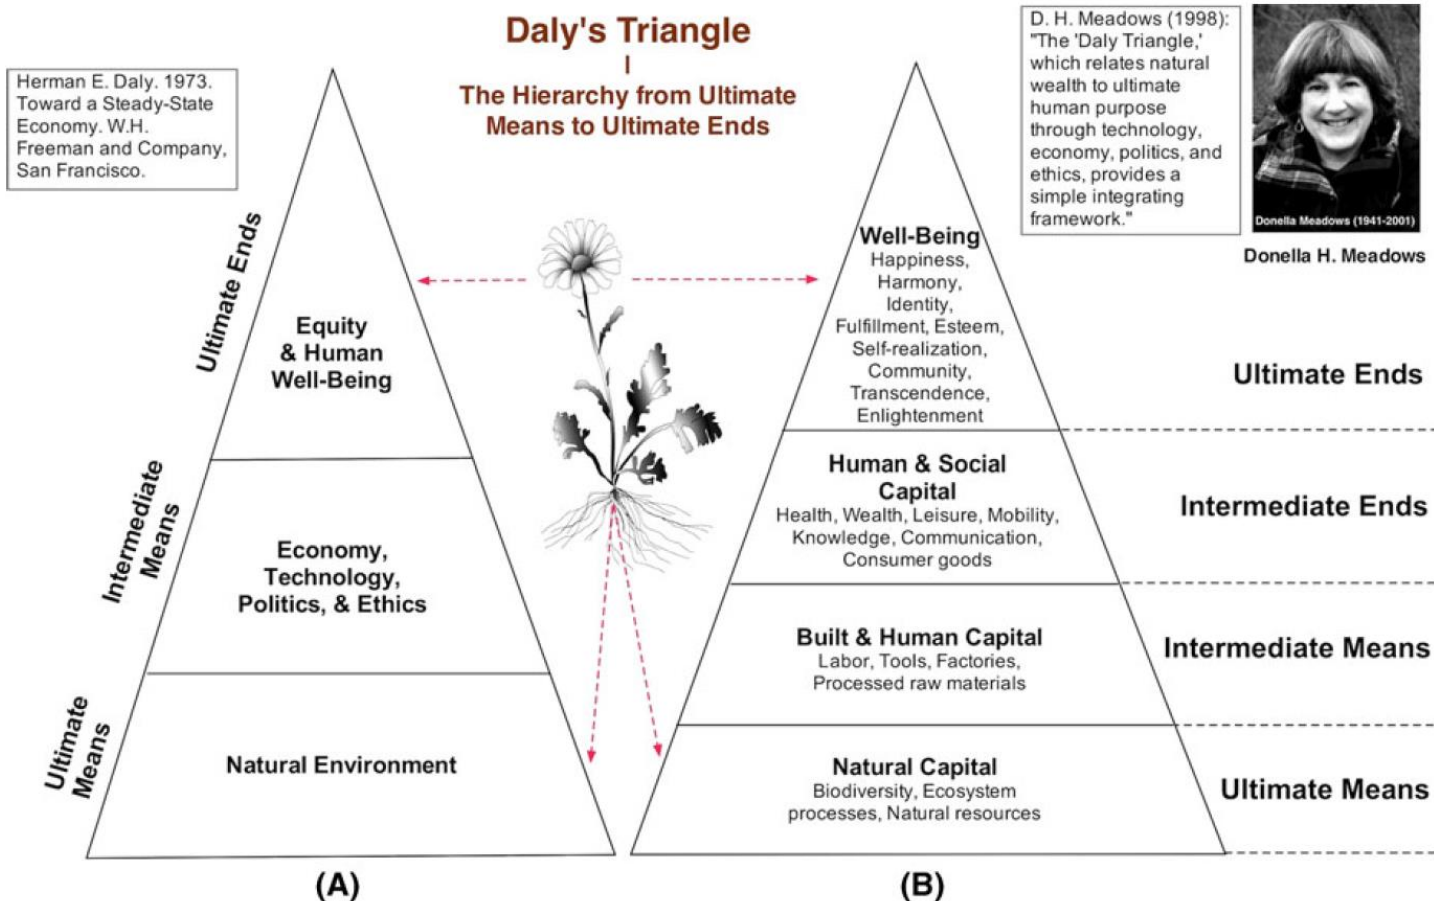 Daly's Triangle
I
The Hierarchy from Ultimate
Means to Ultimate Ends
Herman E. Daly. 1973.
Toward a Steady-State
Economy. W.H.
Freeman and Company,
San Francisco.
D. H. Meadows (1998):
"The 'Daly Triangle,'
which relates natural
wealth to ultimate
human purpose
through technology,
economy, politics, and
ethics, provides a
simple integrating
framework."
Donella Meadows (1941-2001)
Donella H. Meadows
Ultimate Ends
Equity
& Human
Well-Being
Intermediate
Means
Economy,
Technology,
Politics, & Ethics
Ultimate
Means
Natural Environment
(A)
Well-Being
Happiness,
Harmony,
Identity,
Fulfillment, Esteem,
Self-realization,
Community,
Transcendence,
Enlightenment
Ultimate Ends
Human & Social
Capital
Health, Wealth, Leisure, Mobility,
Knowledge, Communication,
Consumer goods
Intermediate Ends
Built & Human Capital
Labor, Tools, Factories,
Processed raw materials
Intermediate Means
Natural Capital
Biodiversity, Ecosystem
processes, Natural resources
Ultimate Means
(B)